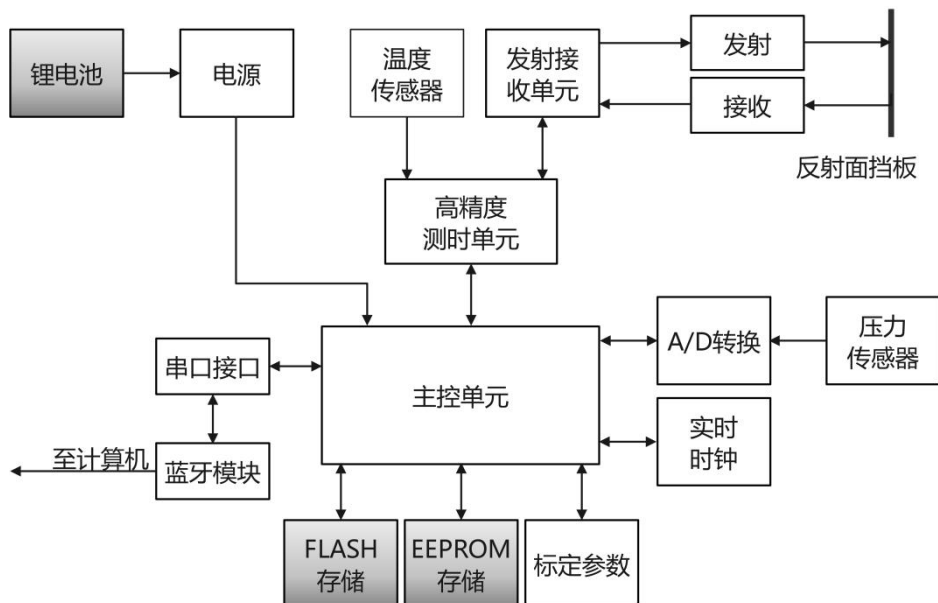 锂电池
电源
温度
传感器
发射接
收单元
发射
接收
反射面挡板
高精度
测时单元
串口接口
主控单元
A/D转换
压力
传感器
至计算机
蓝牙模块
实时
时钟
FLASH
存储
EEPROM
存储
标定参数